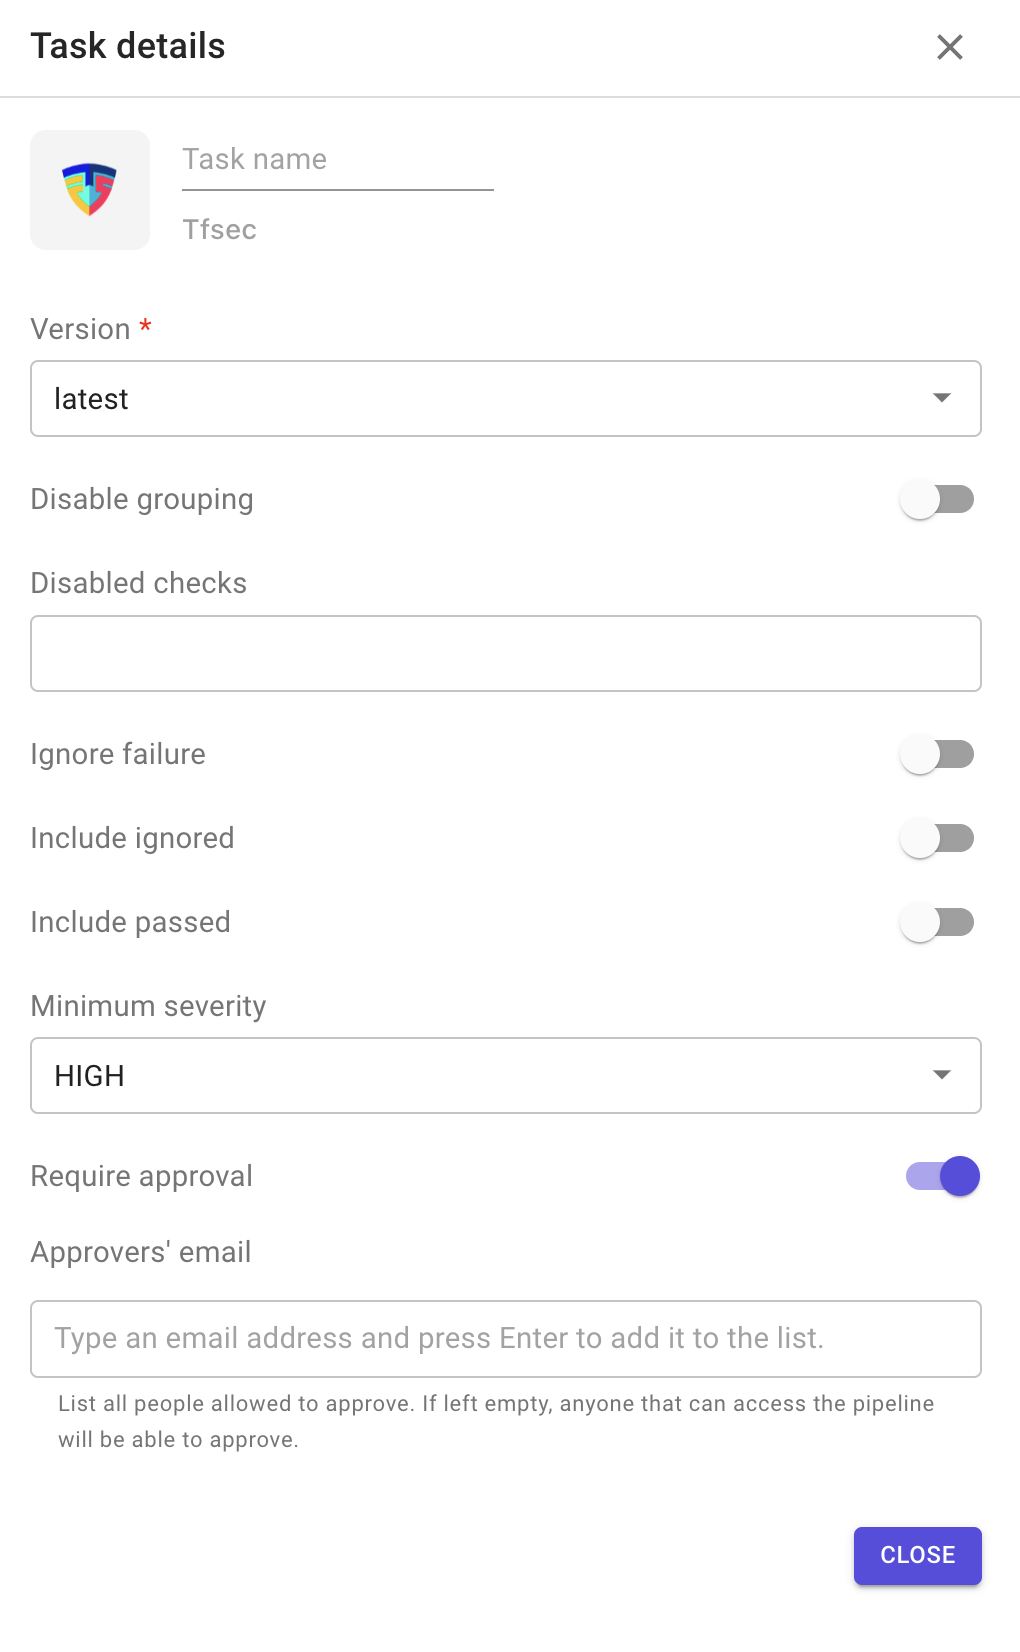 Task details
Task name
Tfsec
Version *
latest
Disable grouping
Disabled checks
Ignore failure
Include ignored
Include passed
Minimum severity
HIGH
Require approval
Approvers' email
Type an email address and press Enter to add it to the list.
List all people allowed to approve. If left empty, anyone that can access the pipeline
will be able to approve.
CLOSE